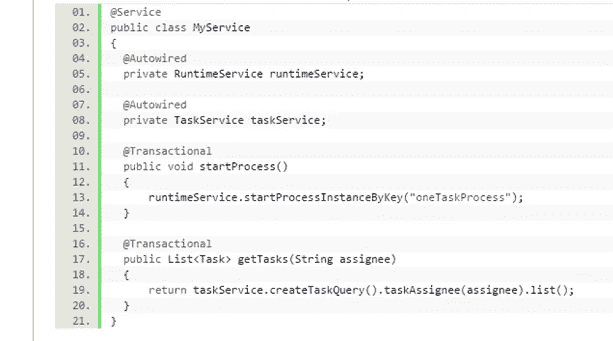 01. @Service
02. public class MyService
03. {
04. @Autowired
05. private RuntimeService runtimeService;
06.
07. @Autowired
08. private TaskService taskService;
09.
10. @Transactional
11. public void startProcess()
12. {
13. runtimeService.startProcessInstanceByKey("oneTaskProcess");
14. }
15.
16. @Transactional
17. public List<Task> getTasks(String assignee)
18. {
19. return taskService.createTaskQuery().taskAssignee(assignee).list();
20. }
21. }